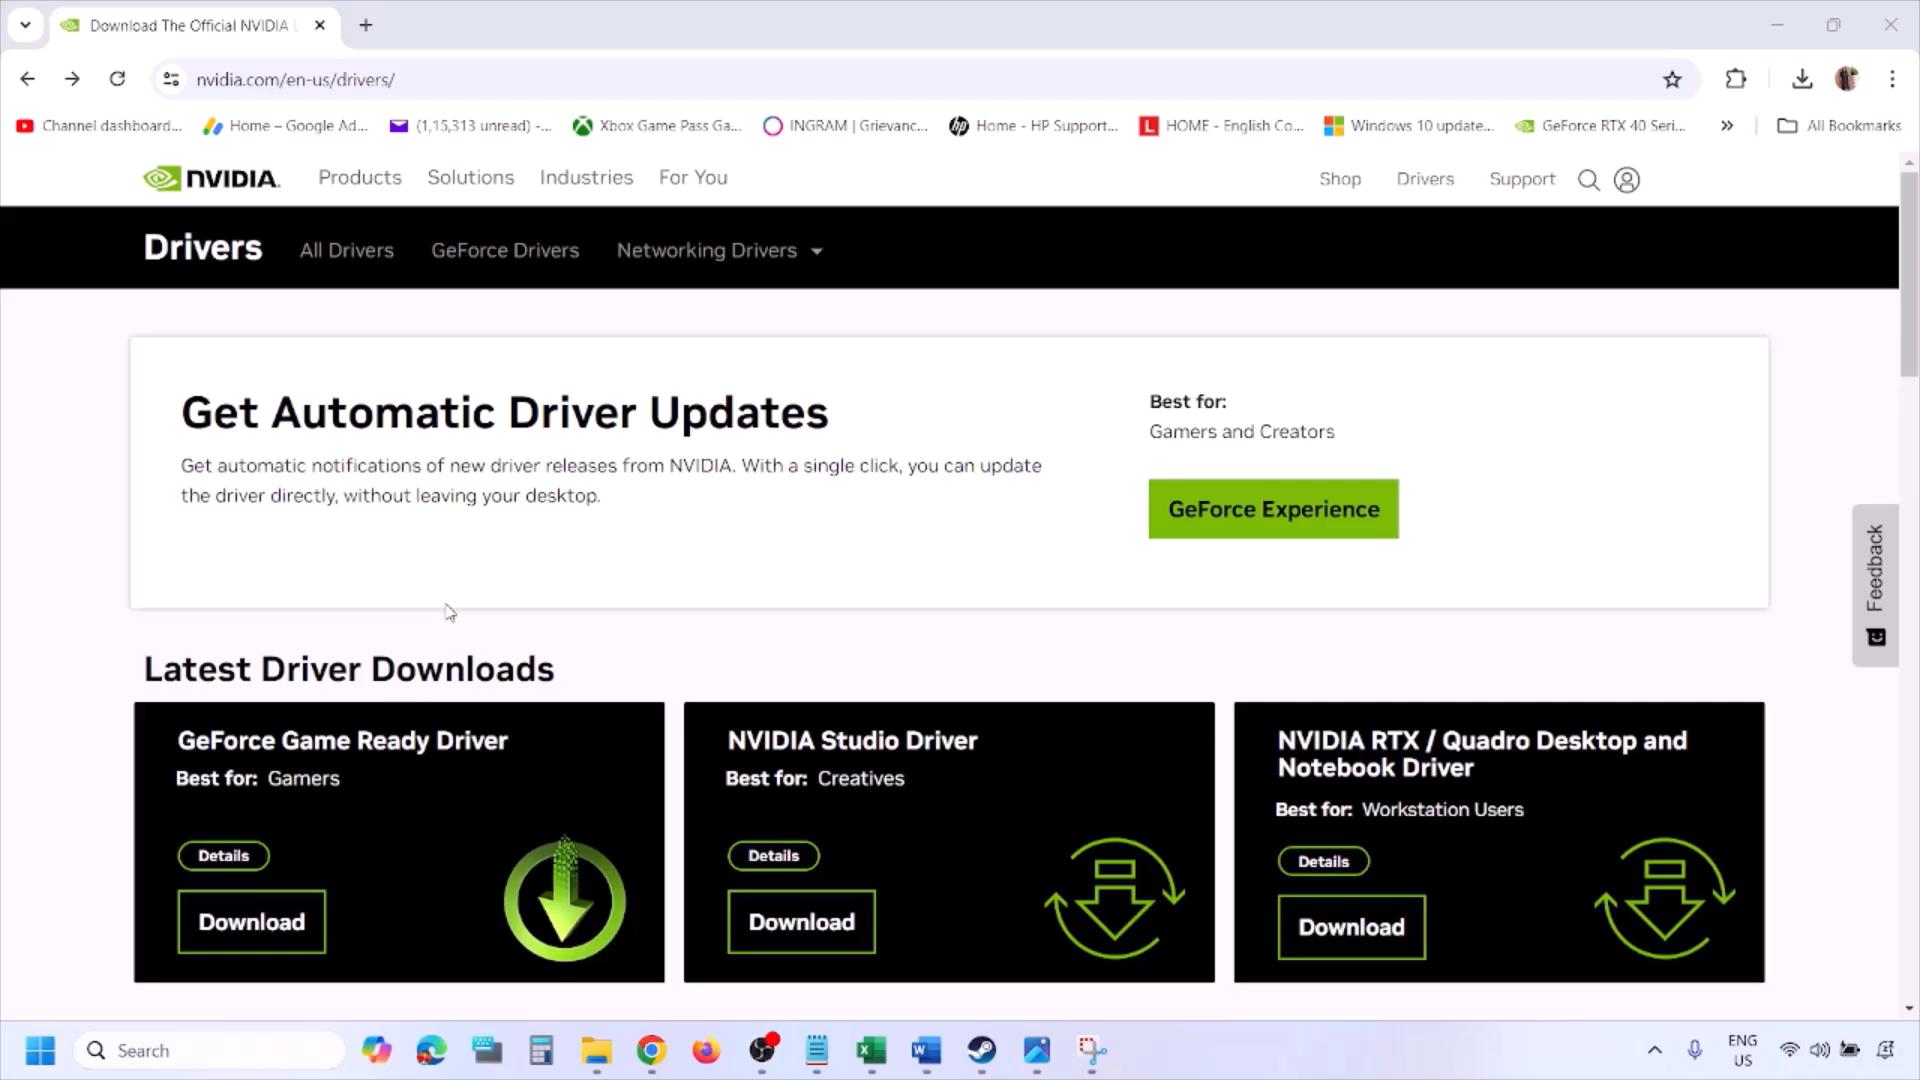 Download The Official NVIDIA
nvidia.com/en-us/drivers/
Channel dashboard...
Home – Google Ad...
(1,15,313 unread) -...
Xbox Game Pass Ga...
INGRAM | Grievanc...
Home - HP Support...
HOME - English Co...
Windows 10 update...
GeForce RTX 40 Seri...
All Bookmarks
NVIDIA.
Products
Solutions
Industries
For You
Shop
Drivers
Support
Drivers
All Drivers
GeForce Drivers
Networking Drivers
Get Automatic Driver Updates
Get automatic notifications of new driver releases from NVIDIA. With a single click, you can update
the driver directly, without leaving your desktop.
Best for:
Gamers and Creators
GeForce Experience
Feedback
Latest Driver Downloads
GeForce Game Ready Driver
Best for: Gamers
Details
Download
NVIDIA Studio Driver
Best for: Creatives
Details
Download
NVIDIA RTX / Quadro Desktop and
Notebook Driver
Best for: Workstation Users
Details
Download
Search
ENG
US